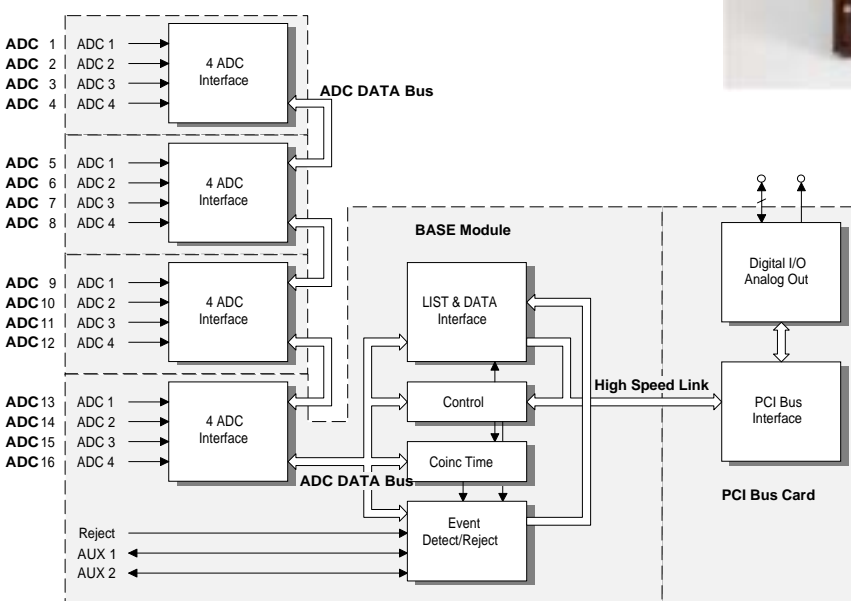 ADC 1 ADC 1
ADC 2 ADC 2
ADC 3 ADC 3
ADC 4 ADC 4
4 ADC
Interface
ADC DATA Bus
ADC 5 ADC 1
ADC 6 ADC 2
ADC 7 ADC 3
ADC 8 ADC 4
4 ADC
Interface
ADC 9 ADC 1
ADC 10 ADC 2
ADC 11 ADC 3
ADC 12 ADC 4
4 ADC
Interface
ADC 13 ADC 1
ADC 14 ADC 2
ADC 15 ADC 3
ADC 16 ADC 4
4 ADC
Interface
ADC DATA Bus
Reject
AUX 1
AUX 2
BASE Module
LIST & DATA
Interface
Control
Coinc Time
Event
Detect/Reject
High Speed Link
Digital I/O
Analog Out
PCI Bus
Interface
PCI Bus Card